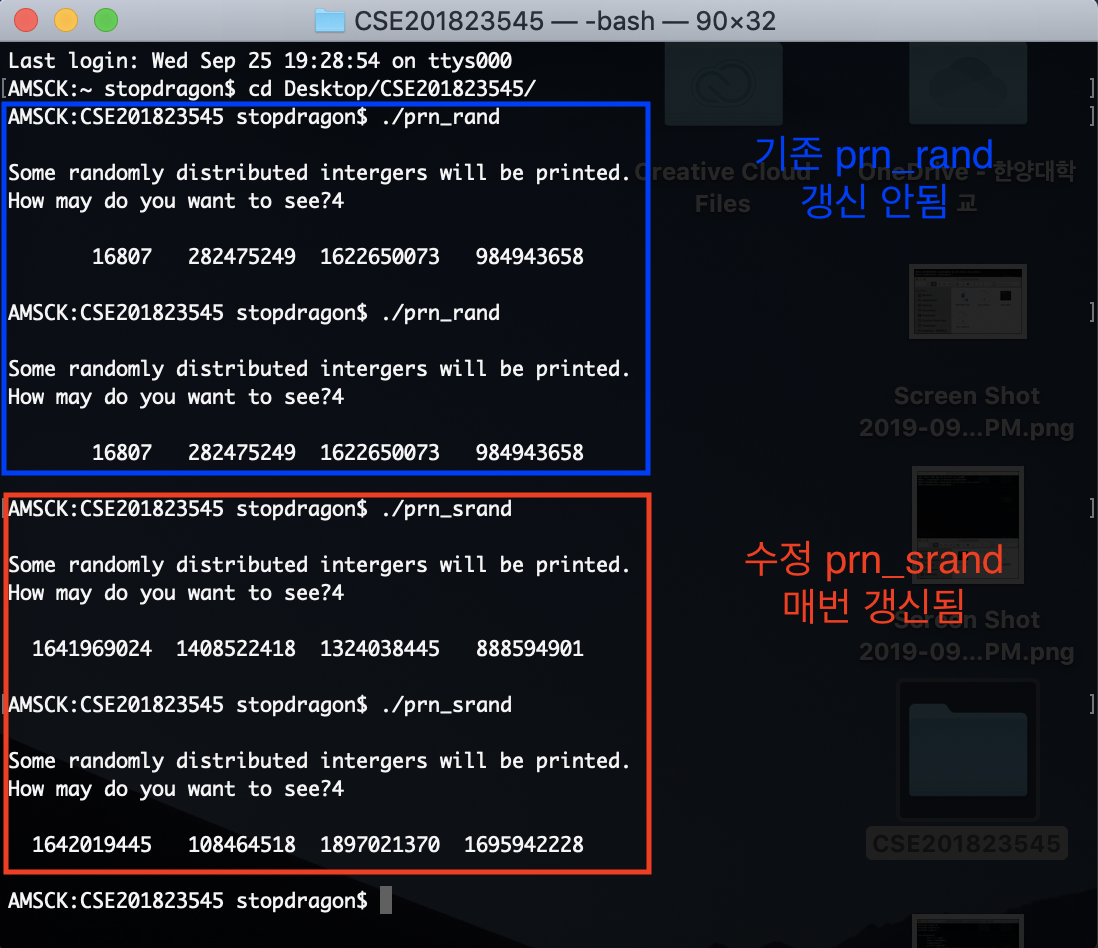 CSE201823545 — -bash — 90×32
Last login: Wed Sep 25 19:28:54 on ttys000
[AMSCK:~ stopdragon$ cd Desktop/CSE201823545/ ]
AMSCK:CSE201823545 stopdragon$ ./prn_rand ]
Some randomly distributed intergers will be printed.
How may do you want to see?4
16807 282475249 1622650073 984943658
AMSCK:CSE201823545 stopdragon$ ./prn_rand ]
Some randomly distributed intergers will be printed.
How may do you want to see?4
16807 282475249 1622650073 984943658
[AMSCK:CSE201823545 stopdragon$ ./prn_srand ]
Some randomly distributed intergers will be printed.
How may do you want to see?4
1641969024 1408522418 1324038445 888594901
[AMSCK:CSE201823545 stopdragon$ ./prn_srand ]
Some randomly distributed intergers will be printed.
How may do you want to see?4
1642019445 108464518 1897021370 1695942228
AMSCK:CSE201823545 stopdragon$
기존 prn_rand
갱신 안됨
수정 prn_srand
매번 갱신됨
Creative Cloud
Files
OneDrive - 한양대학
교
Screen Shot
2019-09...PM.png
Screen Shot
2019-09...PM.png
CSE201823545